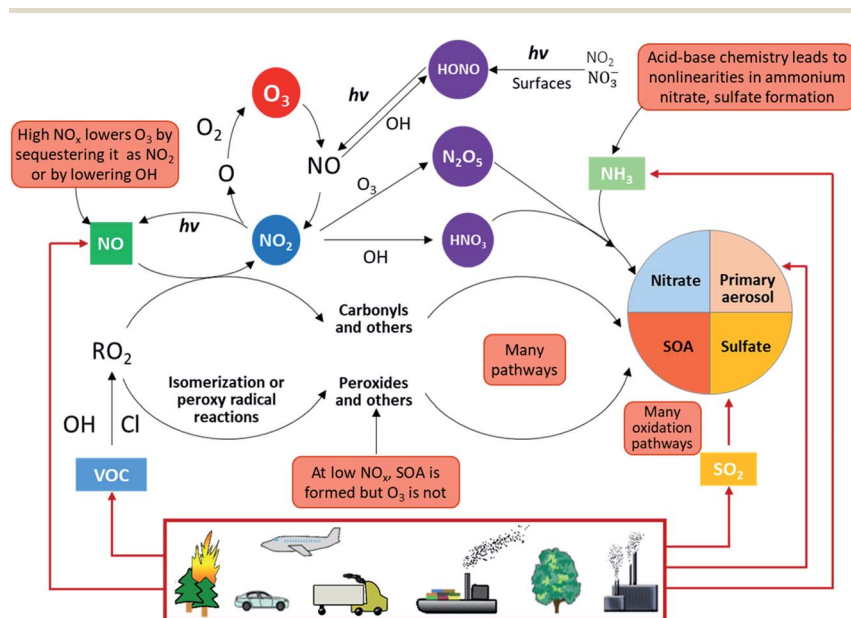 O₃
hv
HONO
hv
Surfaces
NO₂
NO₃⁻
Acid-base chemistry leads to
nonlinearities in ammonium
nitrate, sulfate formation
High NOₓ lowers O₃ by
sequestering it as NO₂
or by lowering OH
O₂
O
NO
OH
N₂O₅
O₃
NH₃
NO
hv
NO₂
OH
HNO₃
Nitrate
Primary
aerosol
SOA
Sulfate
Carbonyls
and others
RO₂
Many
pathways
Isomerization or
peroxy radical
reactions
Peroxides
and others
OH
Cl
Many
oxidation
pathways
VOC
At low NOₓ, SOA is
formed but O₃ is not
SO₂